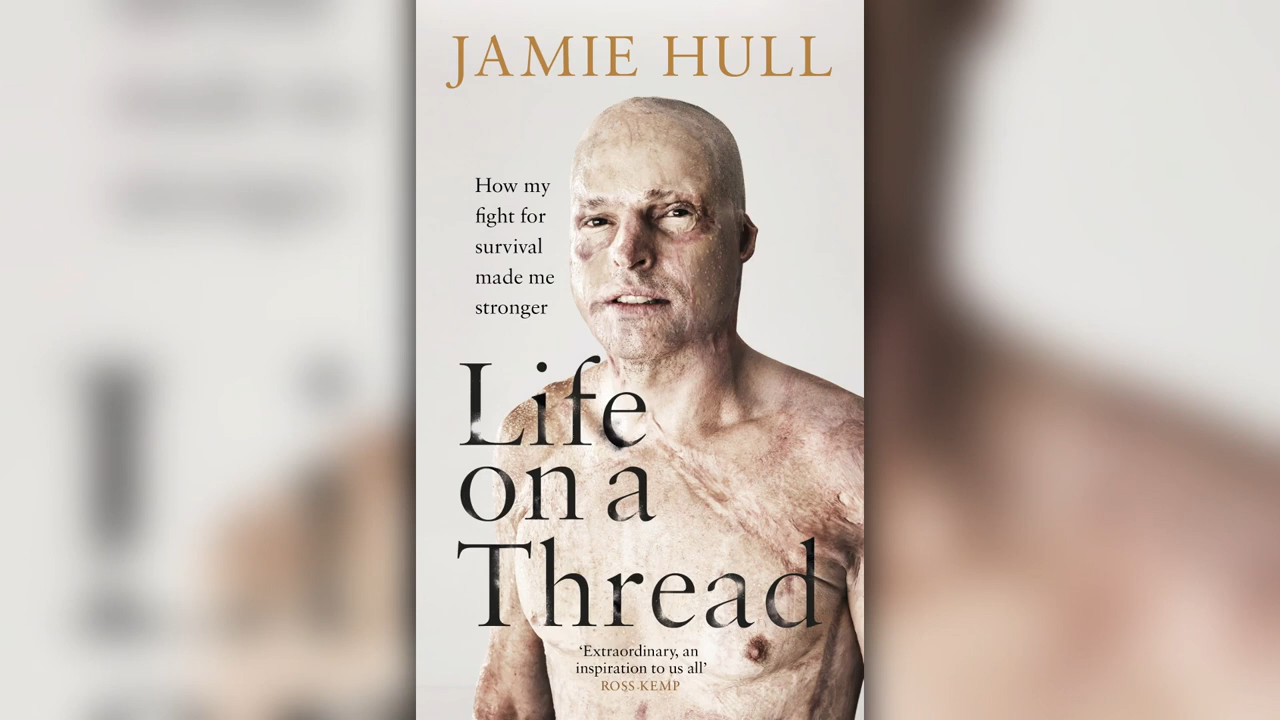 JAMIE HULL
How my
fight for
survival
made me
stronger
Life
on a
Thread
‘Extraordinary, an
inspiration to us all’
ROSS KEMP